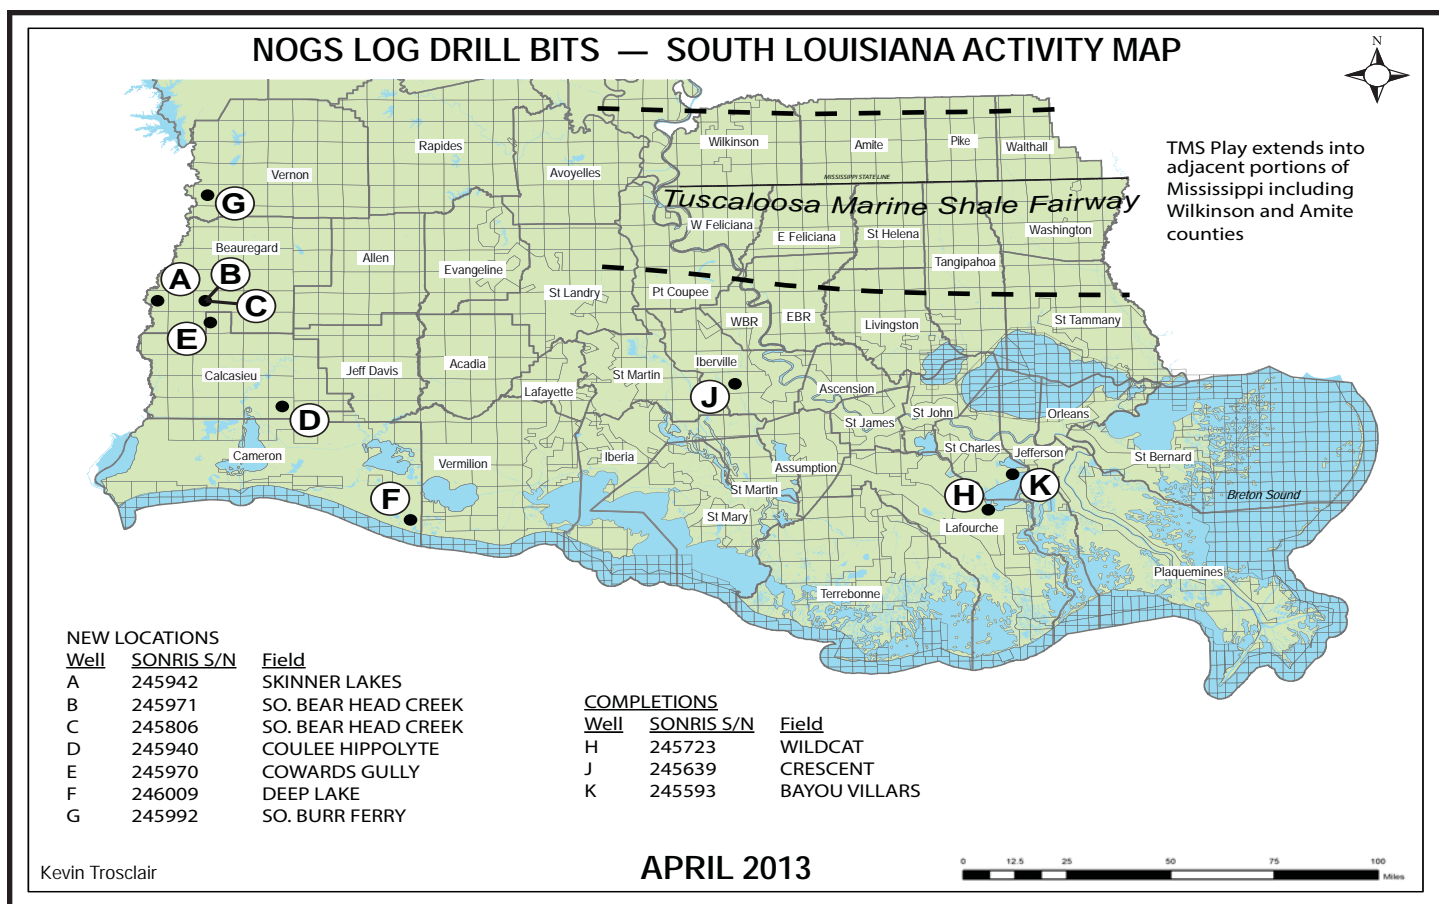 NOGS LOG DRILL BITS — SOUTH LOUISIANA ACTIVITY MAP
N
TMS Play extends into
adjacent portions of
Mississippi including
Wilkinson and Amite
counties
Wilkinson
Amite
Pike
Walthall
Rapides
Avoyelles
Vernon
MISSISSIPPI STATE LINE
Tuscaloosa Marine Shale Fairway
G
W Feliciana
E Feliciana
St Helena
Washington
Beauregard
Allen
Evangeline
Tangipahoa
A
B
C
St Landry
Pt Coupee
WBR
EBR
Livingston
St Tammany
E
Calcasieu
Jeff Davis
Acadia
Lafayette
St Martin
Iberville
J
Ascension
D
St James
St John
Orleans
Cameron
Vermilion
Iberia
Assumption
St Charles
Jefferson
St Bernard
F
St Martin
St Mary
H
K
Breton Sound
Lafourche
Terrebonne
Plaquemines
NEW LOCATIONS
Well SONRIS S/N Field
A 245942 SKINNER LAKES
B 245971 SO. BEAR HEAD CREEK
C 245806 SO. BEAR HEAD CREEK
D 245940 COULEE HIPPOLYTE
E 245970 COWARDS GULLY
F 246009 DEEP LAKE
G 245992 SO. BURR FERRY
COMPLETIONS
Well SONRIS S/N Field
H 245723 WILDCAT
J 245639 CRESCENT
K 245593 BAYOU VILLARS
Kevin Trosclair
APRIL 2013
0 12.5 25 50 75 100
Miles